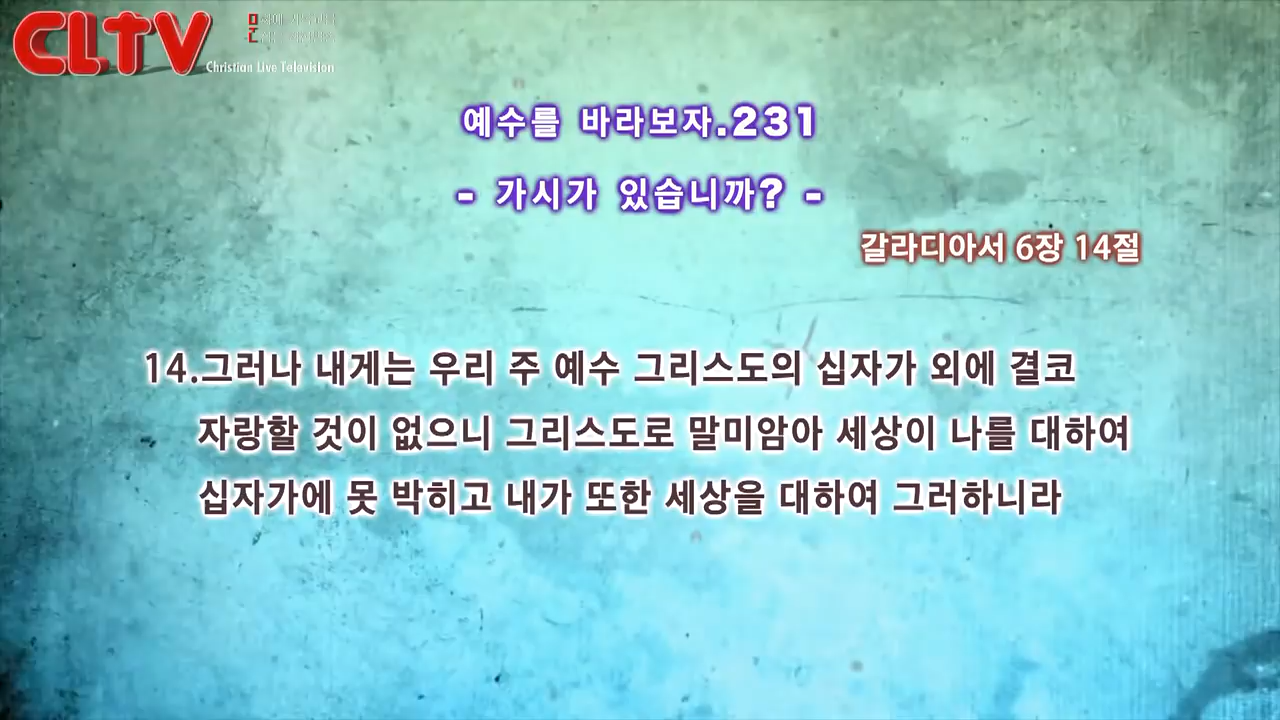 CLTV
Christian Live Television
예수를 바라보자.231
- 가시가 있습니까? -
갈라디아서 6장 14절
14.그러나 내게는 우리 주 예수 그리스도의 십자가 외에 결코
자랑할 것이 없으니 그리스도로 말미암아 세상이 나를 대하여
십자가에 못 박히고 내가 또한 세상을 대하여 그러하니라